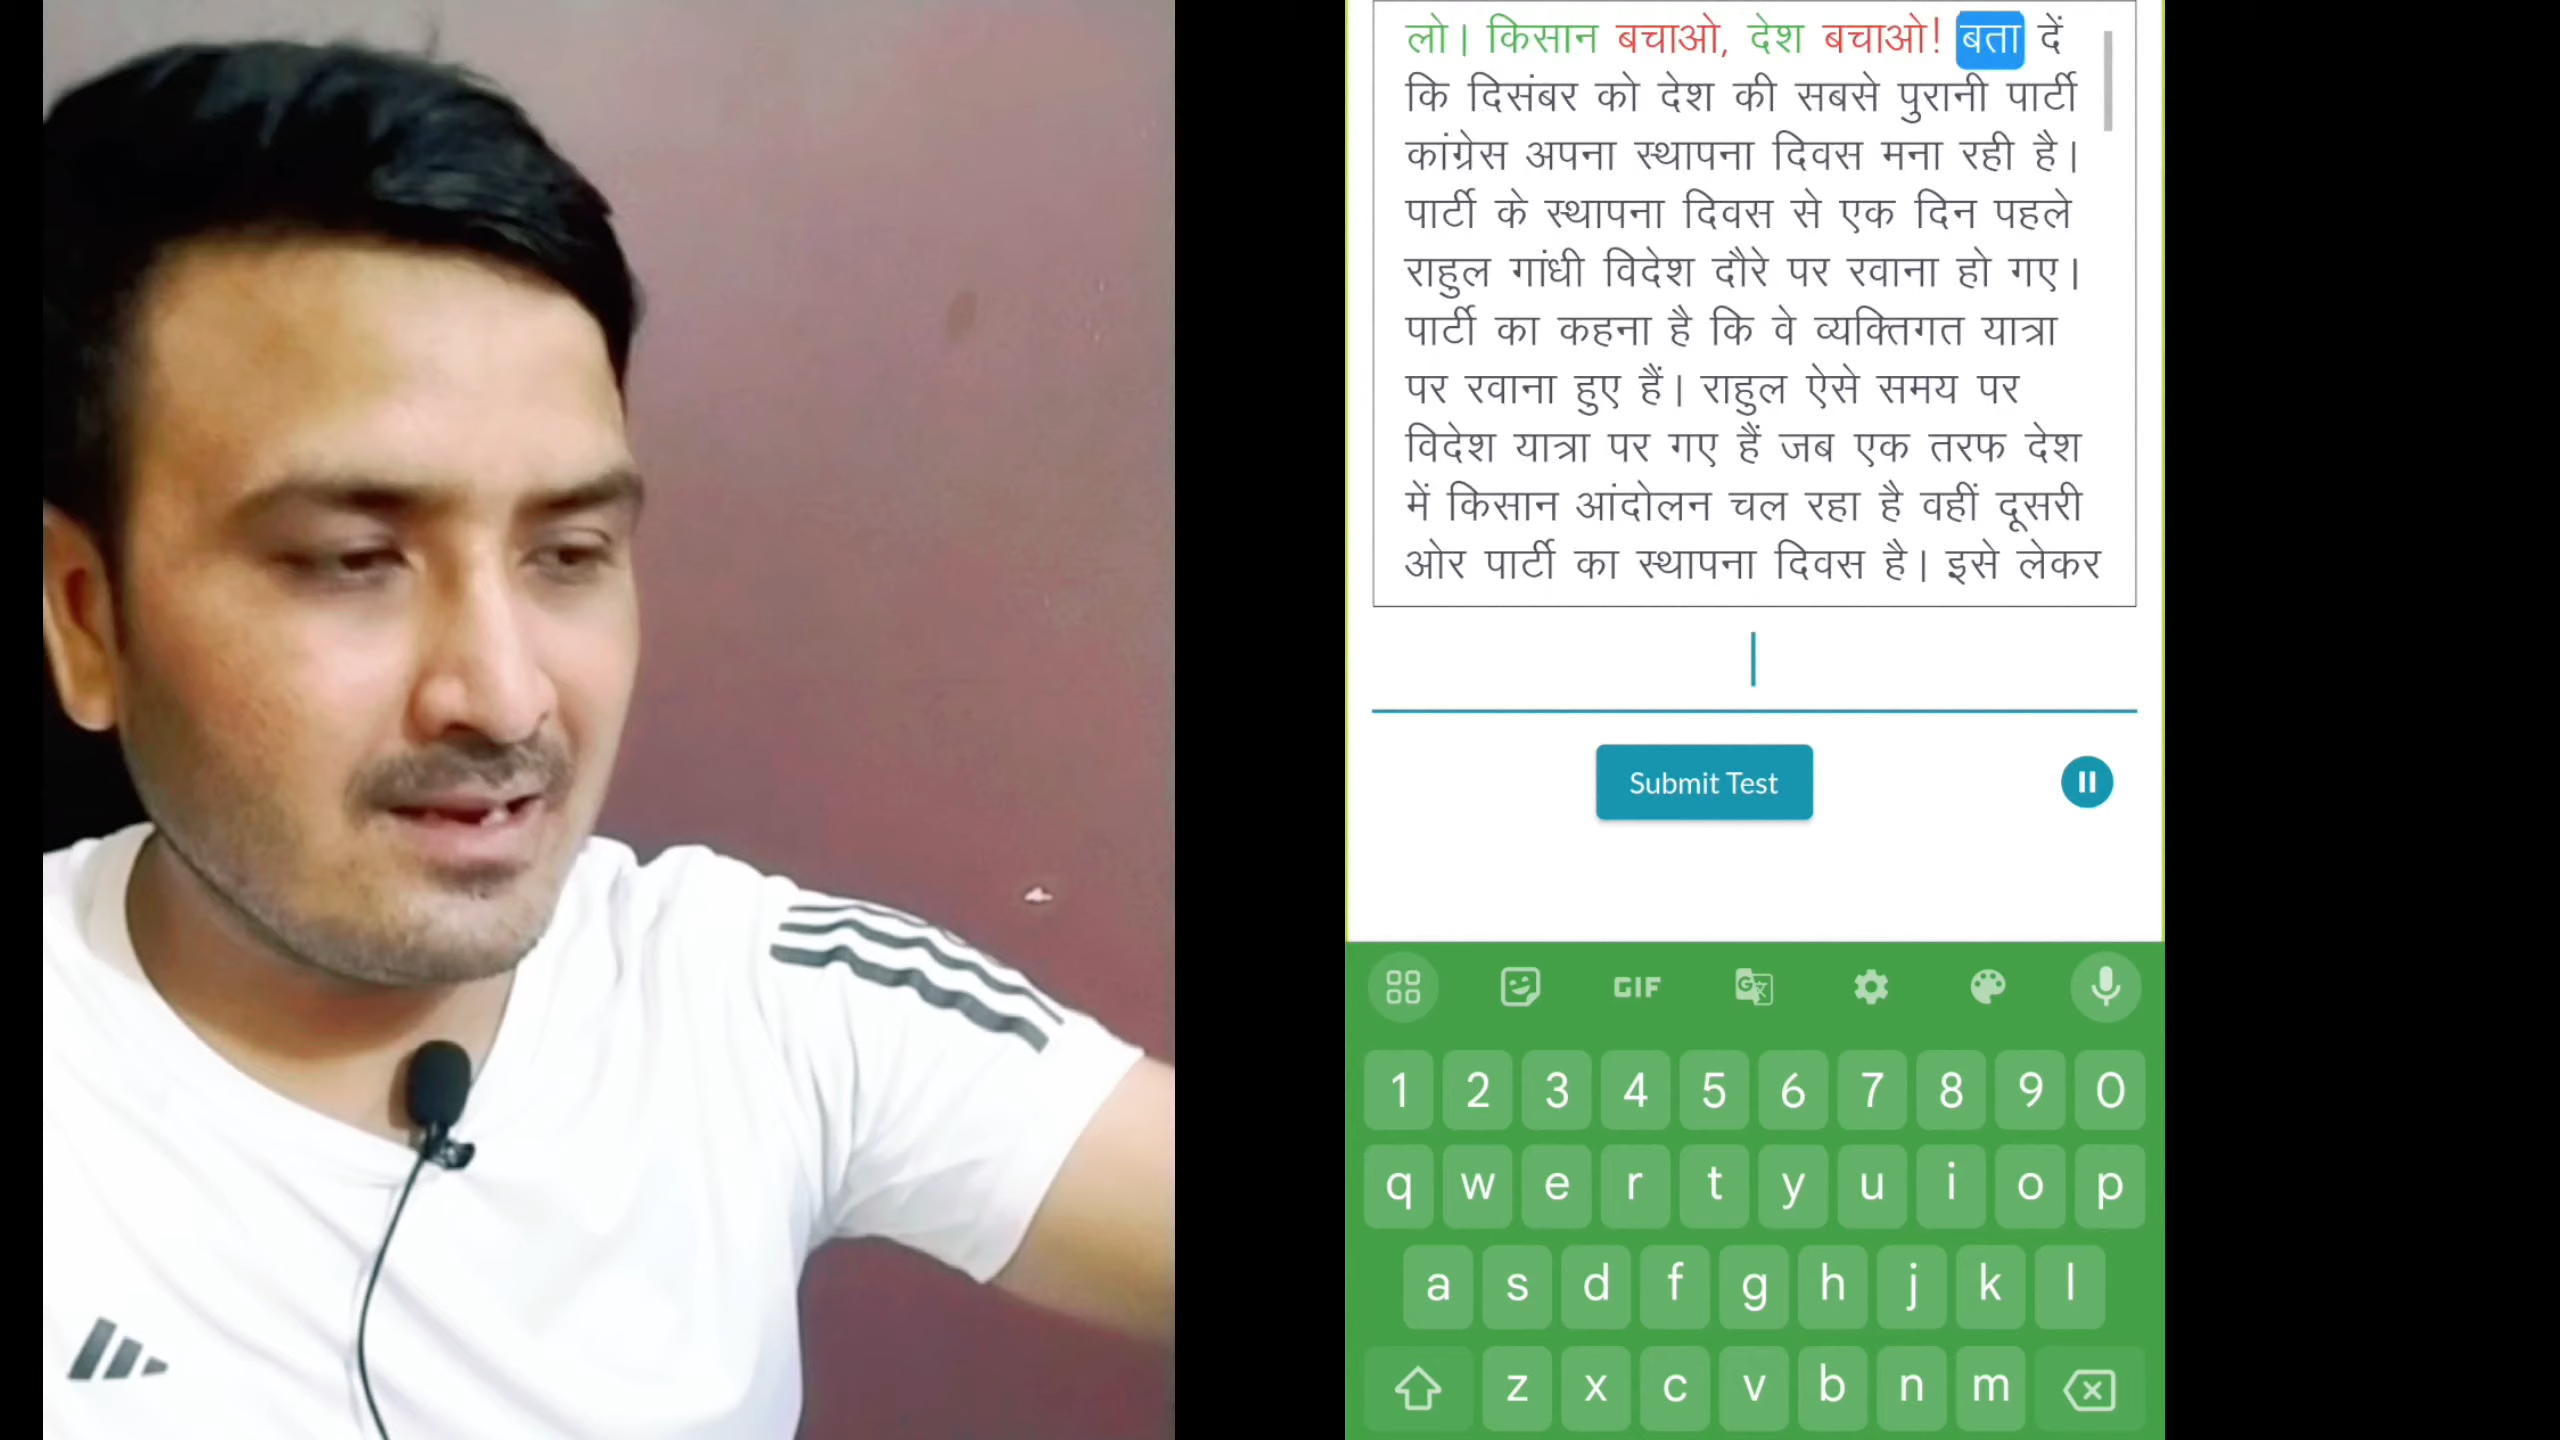 लो। किसान बचाओ, देश बचाओ! बता दें
कि दिसंबर को देश की सबसे पुरानी पार्टी
कांग्रेस अपना स्थापना दिवस मना रही है।
पार्टी के स्थापना दिवस से एक दिन पहले
राहुल गांधी विदेश दौरे पर रवाना हो गए।
पार्टी का कहना है कि वे व्यक्तिगत यात्रा
पर रवाना हुए हैं। राहुल ऐसे समय पर
विदेश यात्रा पर गए हैं जब एक तरफ देश
में किसान आंदोलन चल रहा है वहीं दूसरी
ओर पार्टी का स्थापना दिवस है। इसे लेकर
Submit Test
GIF
1 2 3 4 5 6 7 8 9 0
q w e r t y u i o p
a s d f g h j k l
z x c v b n m